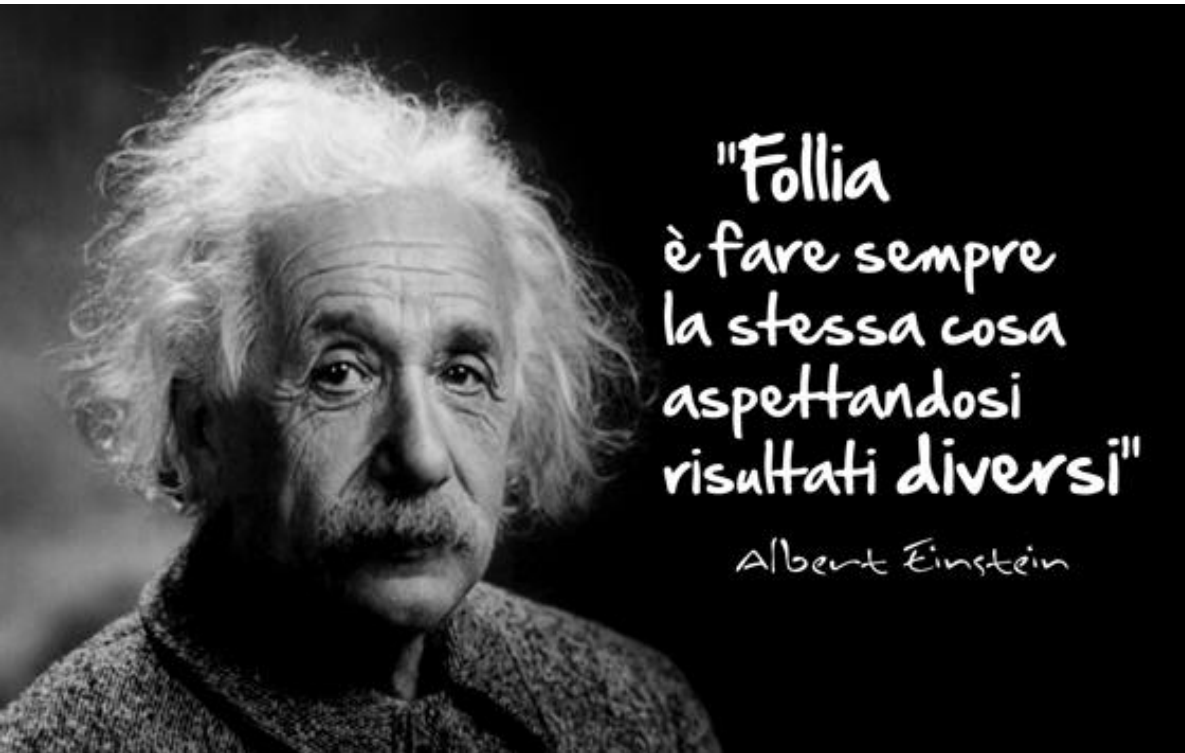 "Follia
è fare sempre
la stessa cosa
aspettandosi
risultati diversi"
Albert Einstein